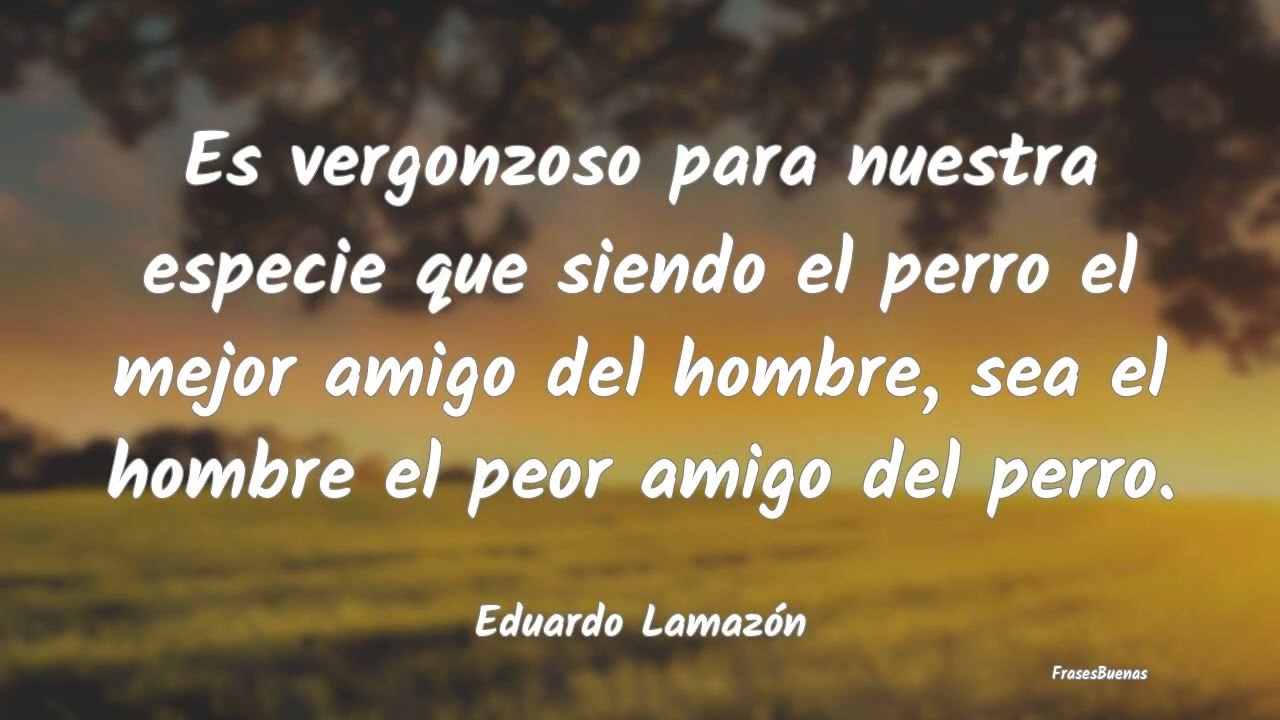 Es vergonzoso para nuestra
especie que siendo el perro el
mejor amigo del hombre, sea el
hombre el peor amigo del perro.
Eduardo Lamazón
FrasesBuenas